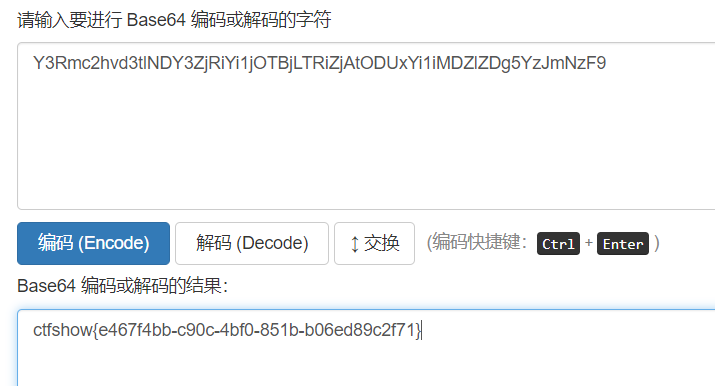 请输入要进行 Base64 编码或解码的字符
Y3Rmc2hvd3tlNDY3ZjRiYi1jOTBjLTRiZjAtODUxYi1iMDZlZDg5YzJmNzF9
编码 (Encode) 解码 (Decode) ↕ 交换 (编码快捷键：Ctrl + Enter )
Base64 编码或解码的结果：
ctfshow{e467f4bb-c90c-4bf0-851b-b06ed89c2f71}